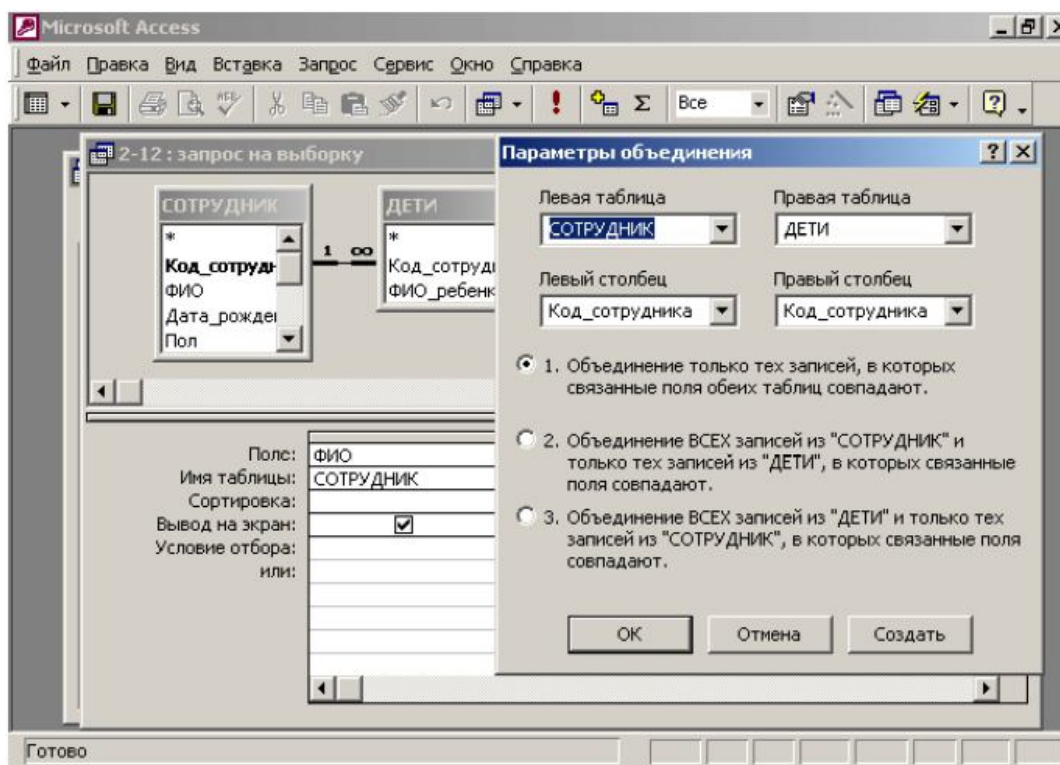 Microsoft Access
Файл Правка Вид Вставка Запрос Сервис Окно Справка
Все
2-12 : запрос на выборку
СОТРУДНИК
*
Код_сотрудн
ФИО
Дата_рожден
Пол
1 ∞
ДЕТИ
*
Код_сотрудн
ФИО_ребенк
Поле: ФИО
Имя таблицы: СОТРУДНИК
Сортировка:
Вывод на экран:
Условие отбора:
или:
Параметры объединения
Левая таблица Правая таблица
СОТРУДНИК ДЕТИ
Левый столбец Правый столбец
Код_сотрудника Код_сотрудника
1. Объединение только тех записей, в которых
связанные поля обеих таблиц совпадают.
2. Объединение ВСЕХ записей из "СОТРУДНИК" и
только тех записей из "ДЕТИ", в которых связанные
поля совпадают.
3. Объединение ВСЕХ записей из "ДЕТИ" и только тех
записей из "СОТРУДНИК", в которых связанные поля
совпадают.
ОК Отмена Создать
Готово